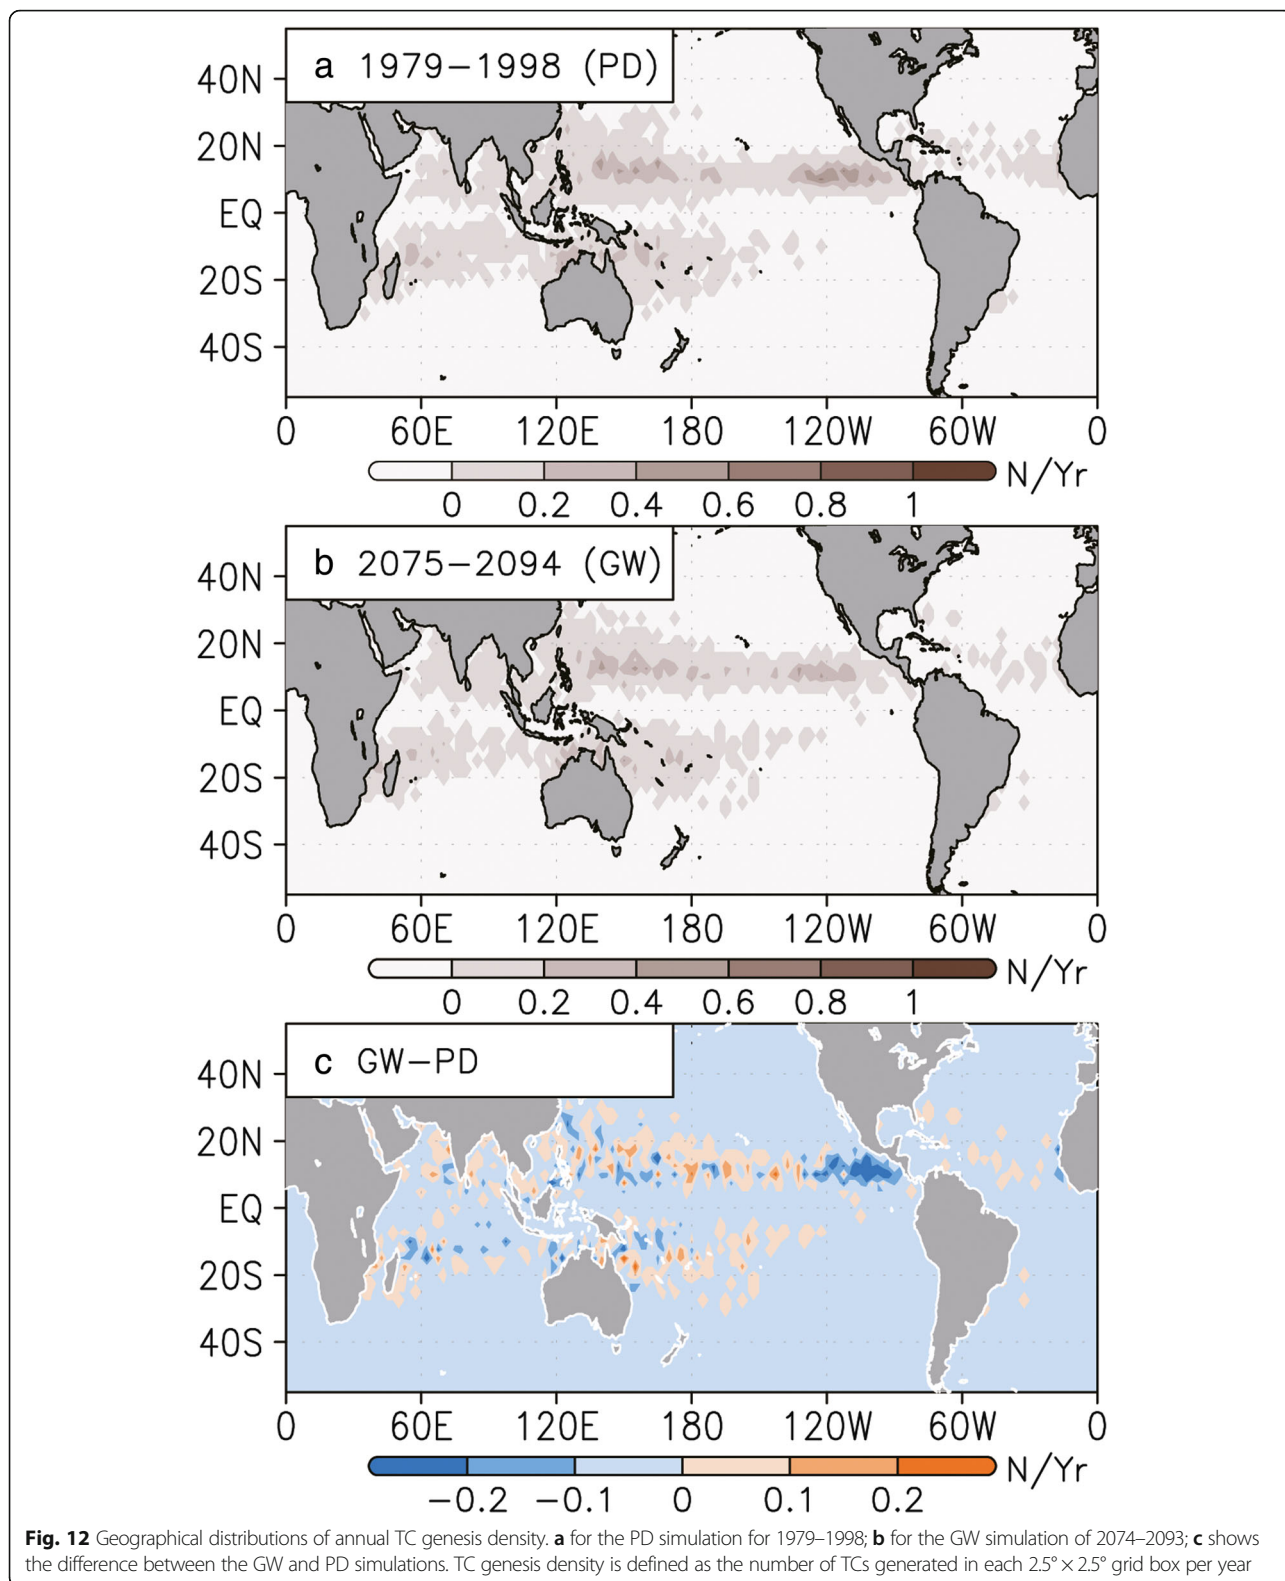 a 1979–1998 (PD)
40N
20N
EQ
20S
40S
0 60E 120E 180 120W 60W 0
N/Yr
0 0.2 0.4 0.6 0.8 1
b 2075–2094 (GW)
40N
20N
EQ
20S
40S
0 60E 120E 180 120W 60W 0
N/Yr
0 0.2 0.4 0.6 0.8 1
c GW–PD
40N
20N
EQ
20S
40S
0 60E 120E 180 120W 60W 0
N/Yr
−0.2 −0.1 0 0.1 0.2
Fig. 12 Geographical distributions of annual TC genesis density. a for the PD simulation for 1979–1998; b for the GW simulation of 2074–2093; c shows
the difference between the GW and PD simulations. TC genesis density is defined as the number of TCs generated in each 2.5° × 2.5° grid box per year